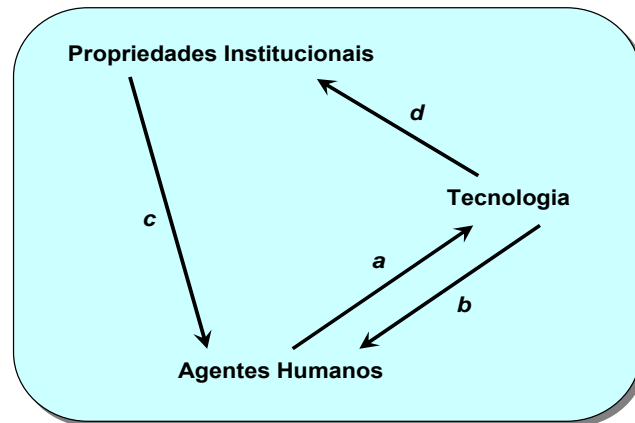 Propriedades Institucionais
d
Tecnologia
c
a
b
Agentes Humanos